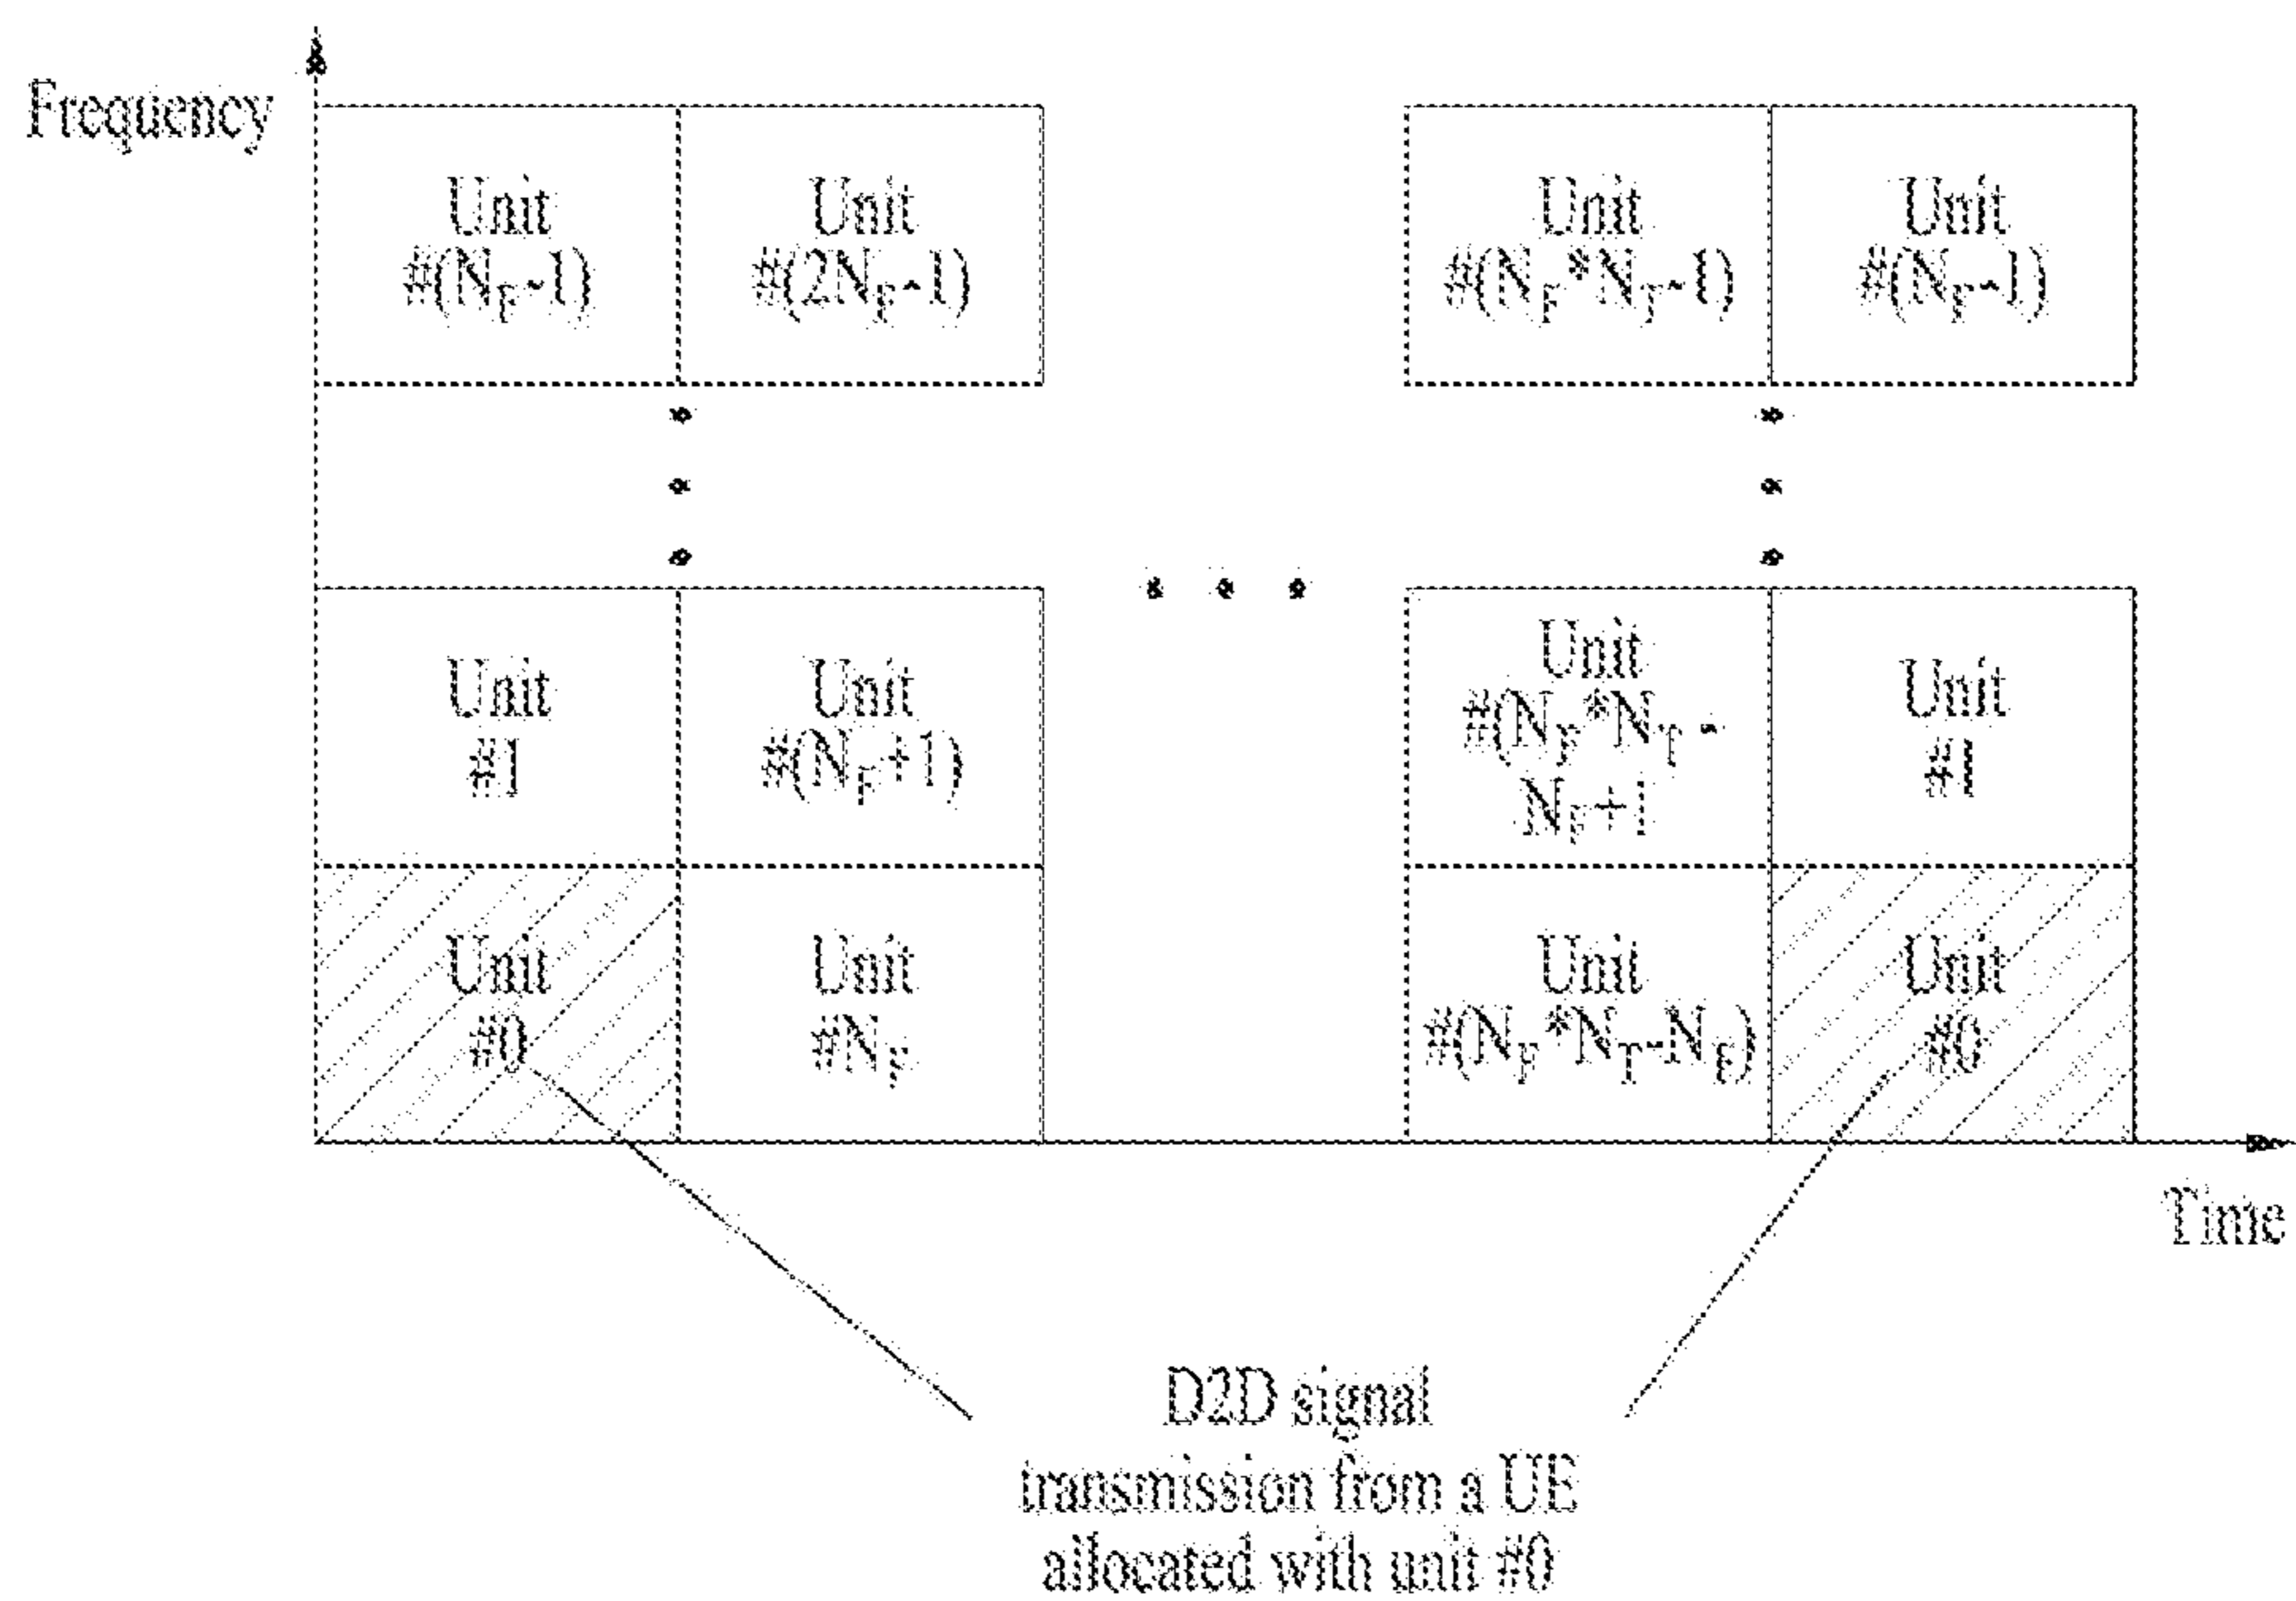 Frequency
Unit
#(N_F-1)
Unit
#(2N_F-1)
Unit
#(N_F*N_T-1)
Unit
#(N_F-1)
Unit
#1
Unit
#(N_F+1)
Unit
#(N_F*N_T -
N_F+1
Unit
#1
Unit
#0
Unit
#N_F
Unit
#(N_F*N_T-N_F)
Unit
#0
Time
D2D signal
transmission from a UE
allocated with unit #0